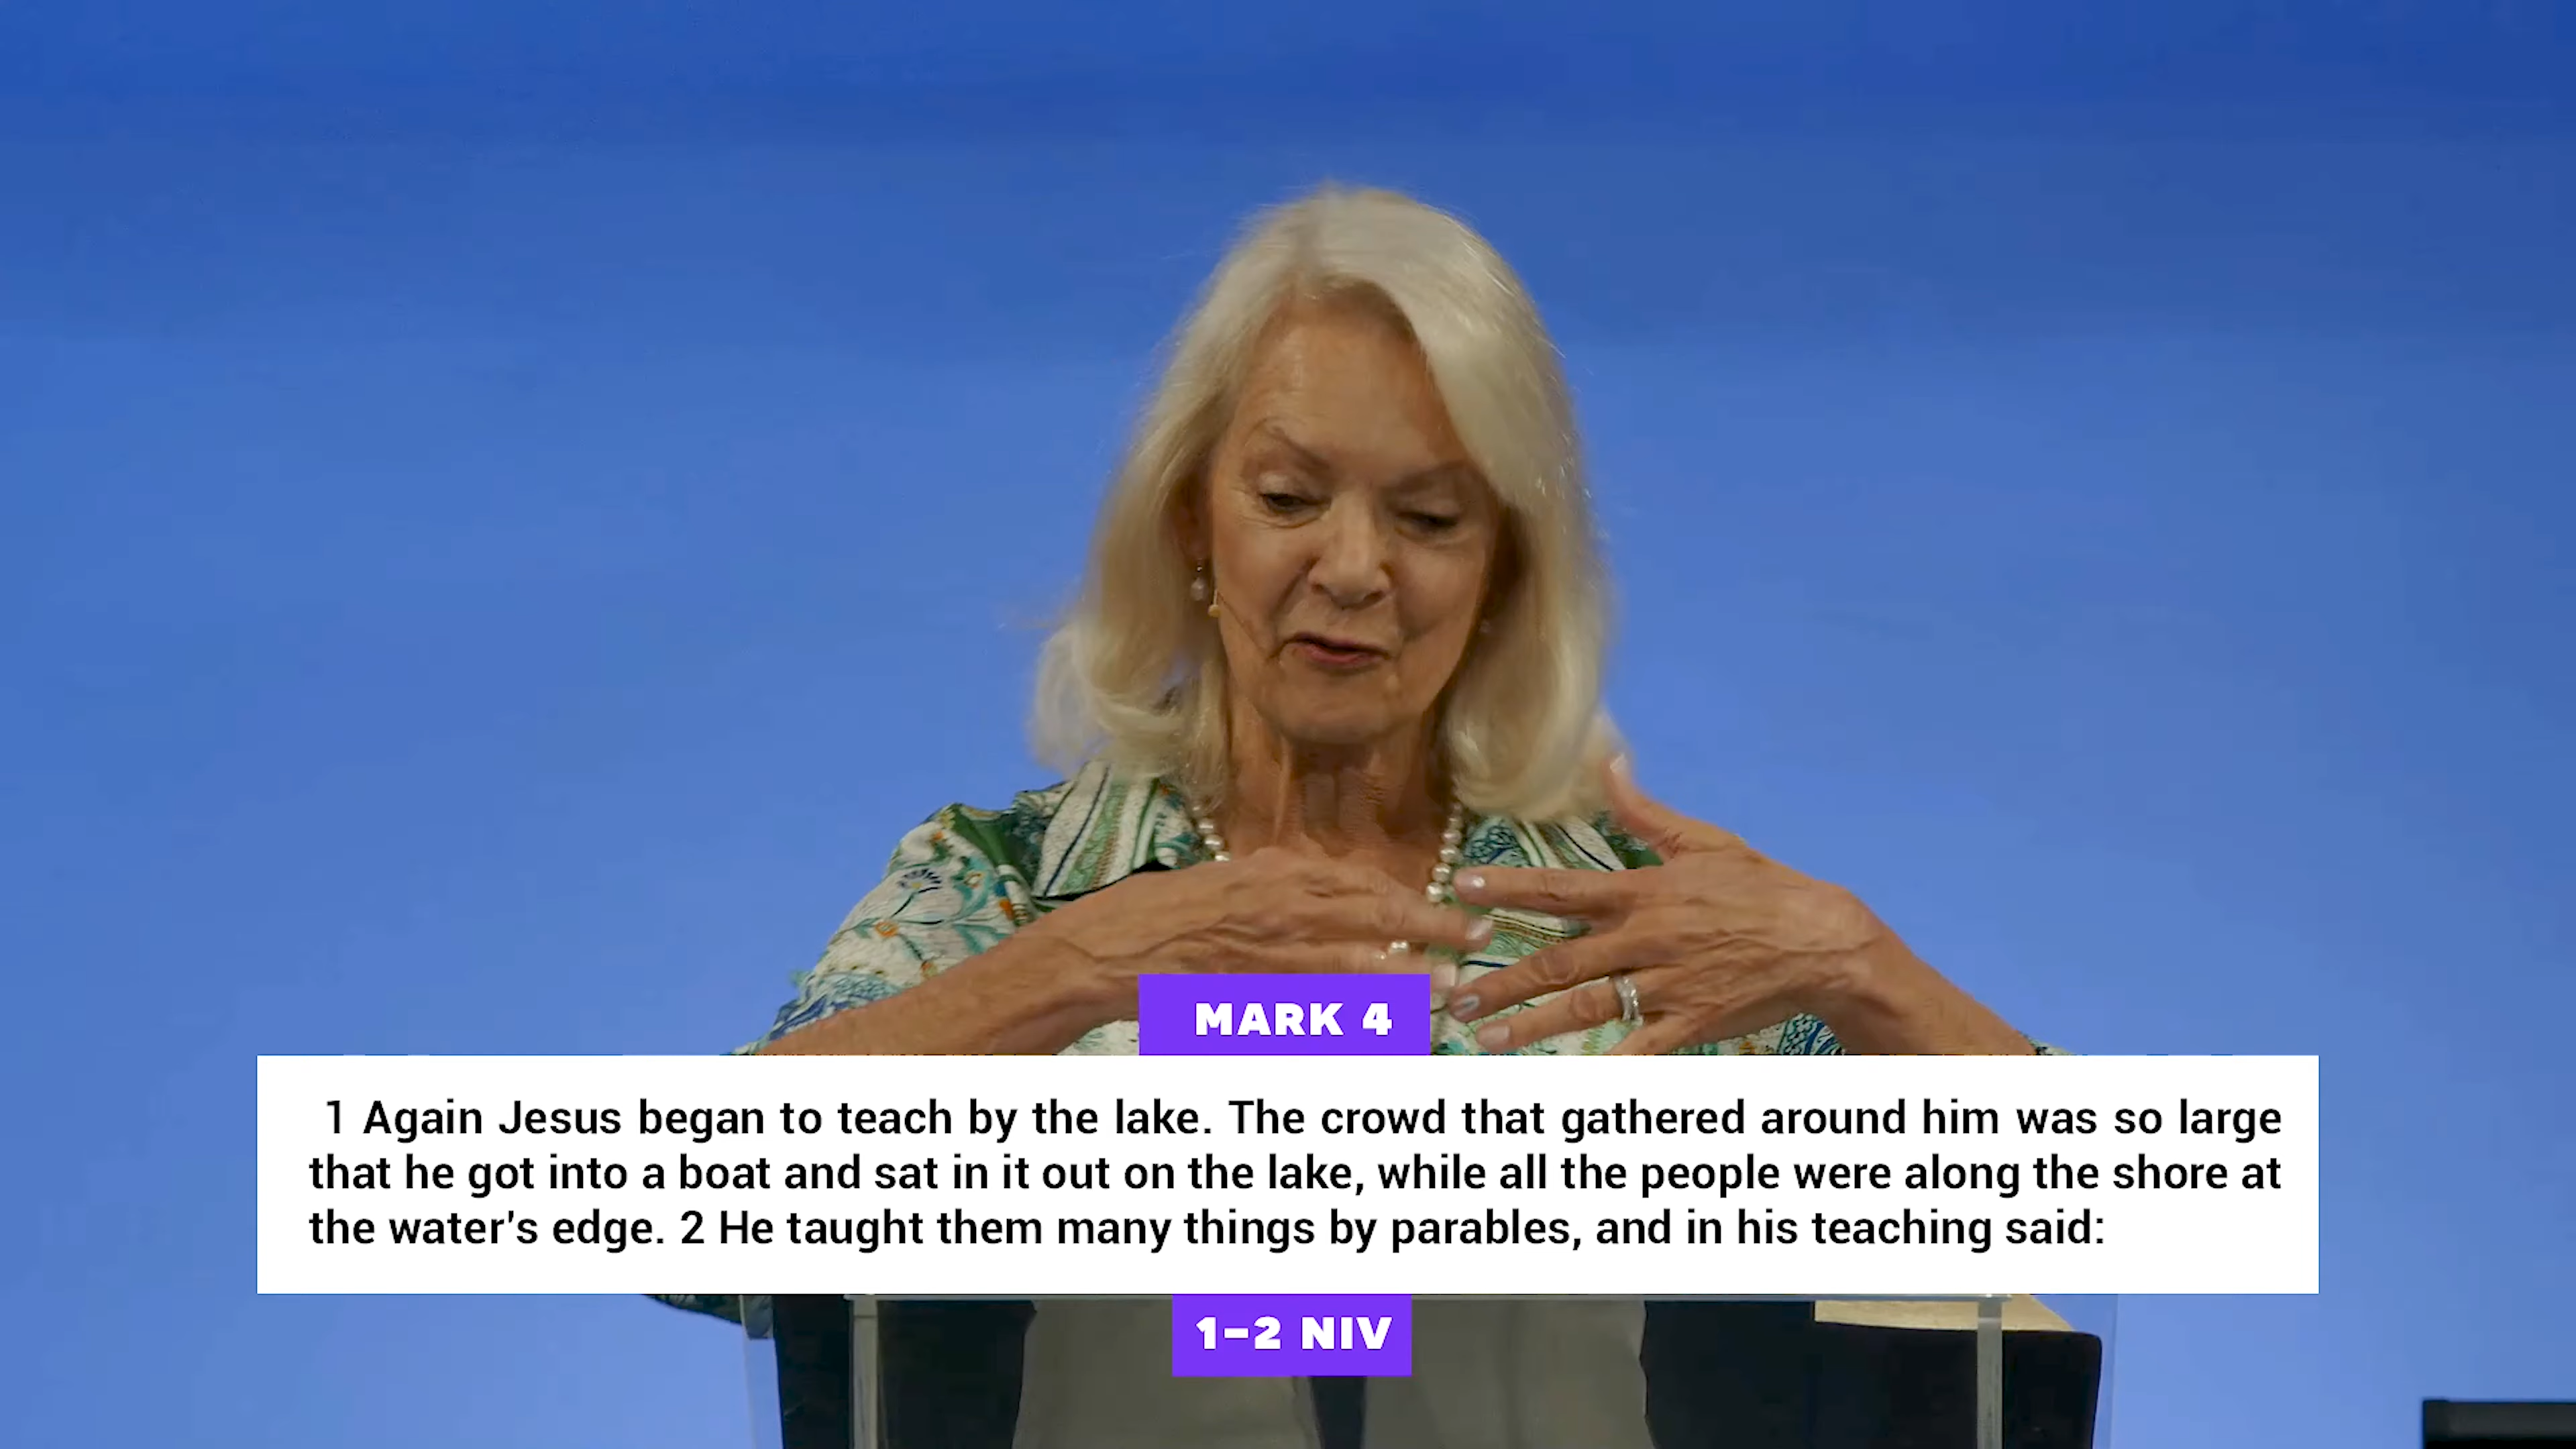 MARK 4
1 Again Jesus began to teach by the lake. The crowd that gathered around him was so large
that he got into a boat and sat in it out on the lake, while all the people were along the shore at
the water's edge. 2 He taught them many things by parables, and in his teaching said:
1-2 NIV